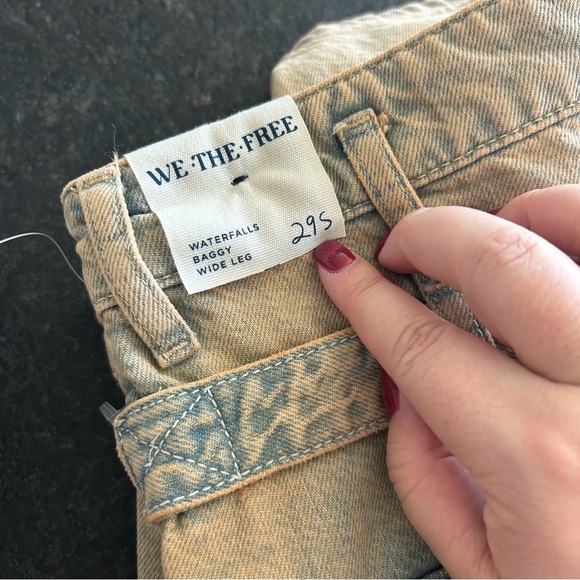 WE·THE·FREE
WATERFALLS
BAGGY
WIDE LEG
29S